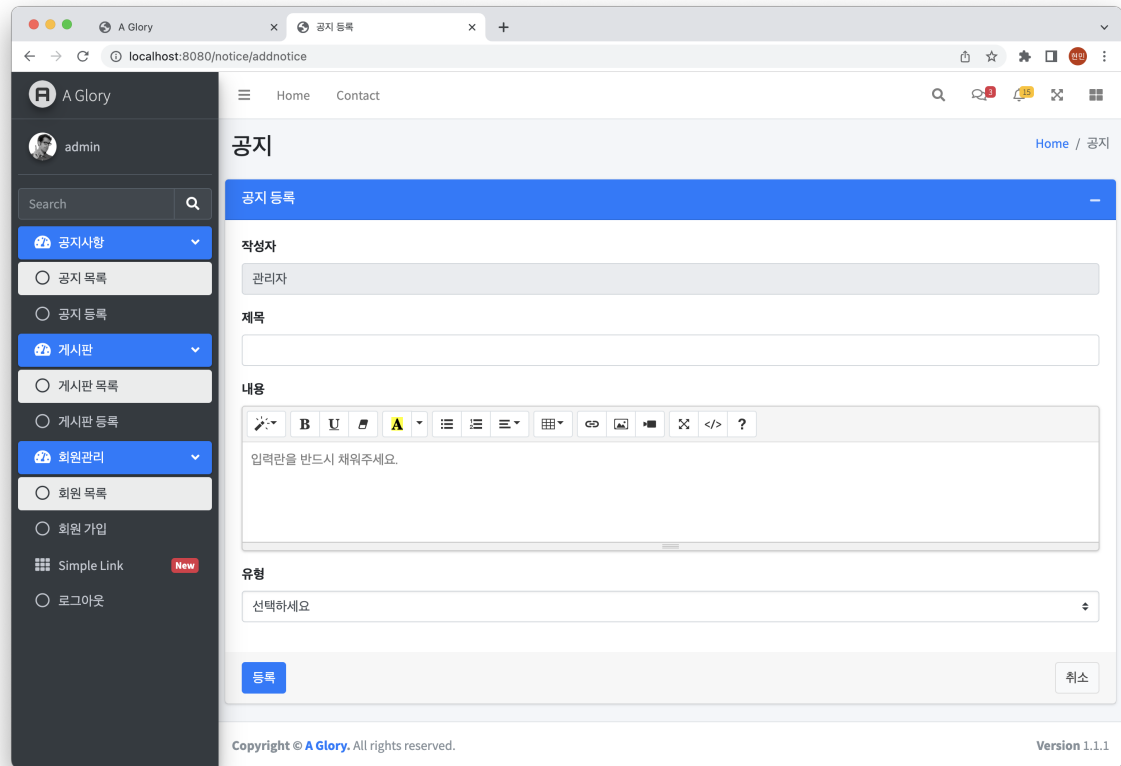 A Glory
공지 등록
localhost:8080/notice/addnotice
현민
A Glory
Home Contact
3
15
admin
공지
Home / 공지
Search
공지 등록
공지사항
작성자
공지 목록
관리자
공지 등록
제목
게시판
게시판 목록
내용
게시판 등록
B U A ?
회원관리
입력란을 반드시 채워주세요.
회원 목록
회원 가입
Simple Link New
유형
로그아웃
선택하세요
등록
취소
Copyright © A Glory. All rights reserved.
Version 1.1.1